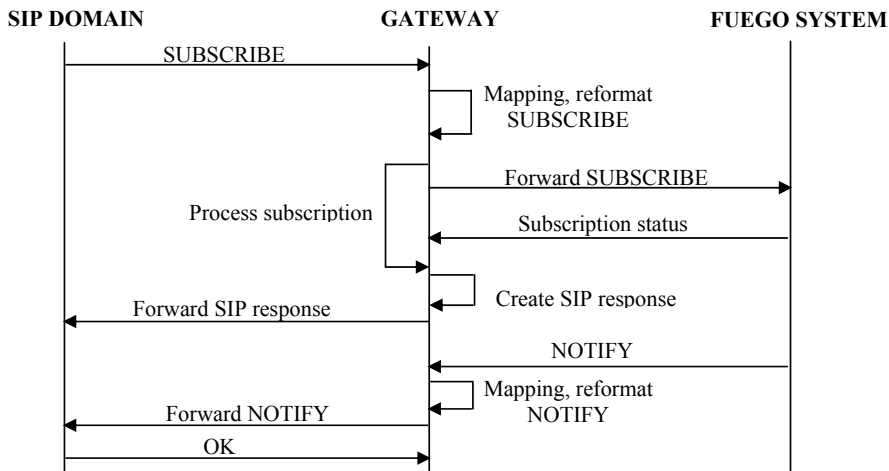 SIP DOMAIN
GATEWAY
FUEGO SYSTEM
SUBSCRIBE
Mapping, reformat
SUBSCRIBE
Forward SUBSCRIBE
Process subscription
Subscription status
Create SIP response
Forward SIP response
NOTIFY
Mapping, reformat
NOTIFY
Forward NOTIFY
OK